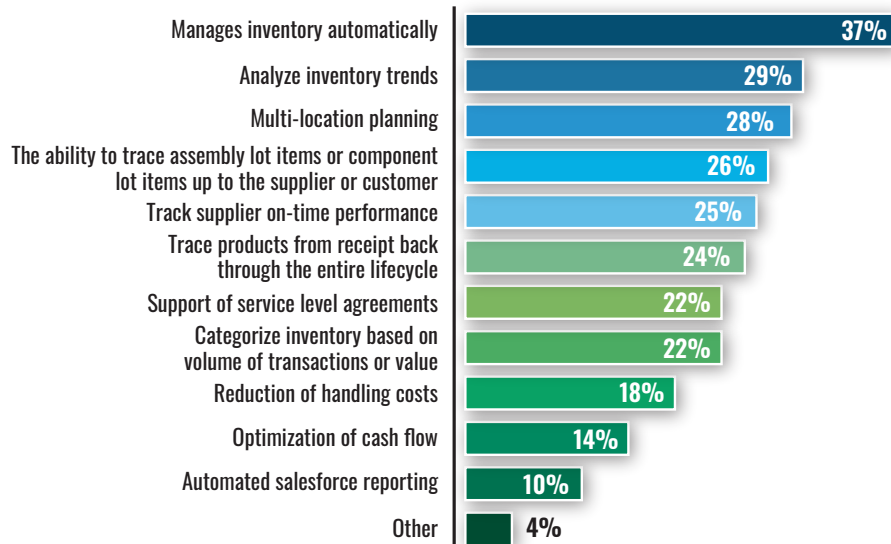 Manages inventory automatically 37%
Analyze inventory trends 29%
Multi-location planning 28%
The ability to trace assembly lot items or component
lot items up to the supplier or customer 26%
Track supplier on-time performance 25%
Trace products from receipt back
through the entire lifecycle 24%
Support of service level agreements 22%
Categorize inventory based on
volume of transactions or value 22%
Reduction of handling costs 18%
Optimization of cash flow 14%
Automated salesforce reporting 10%
Other 4%